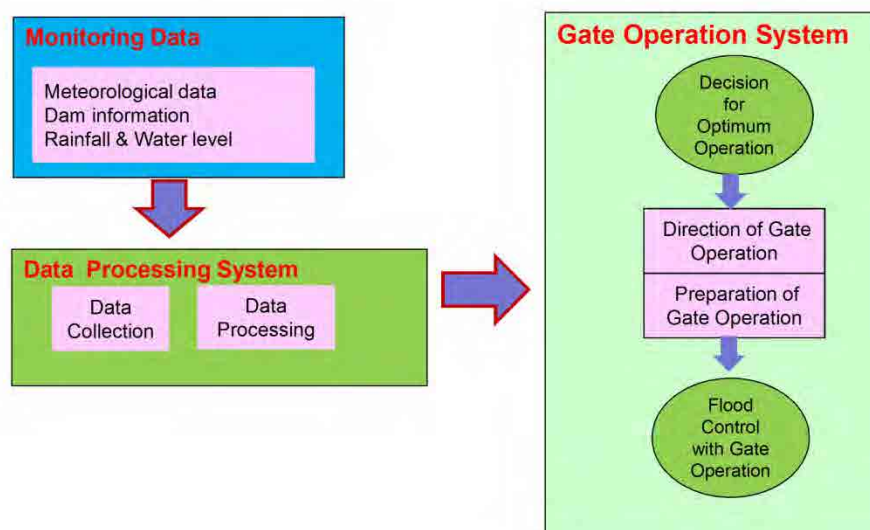 Monitoring Data
Meteorological data
Dam information
Rainfall & Water level
Data Processing System
Data
Collection
Data
Processing
Gate Operation System
Decision
for
Optimum
Operation
Direction of Gate
Operation
Preparation of
Gate Operation
Flood
Control
with Gate
Operation